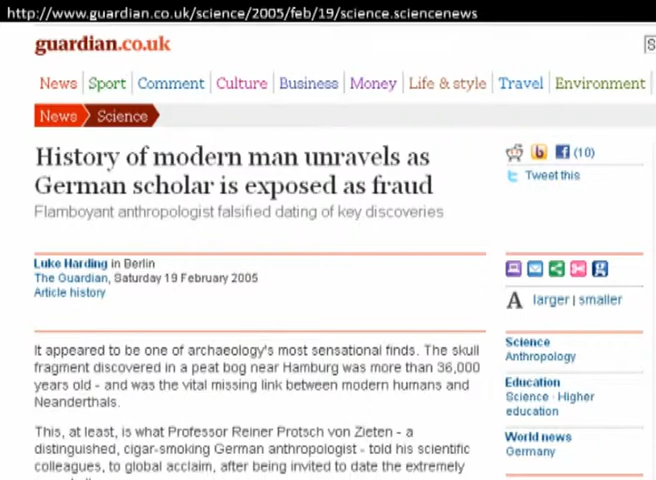 http://www.guardian.co.uk/science/2005/feb/19/science.sciencenews
guardian.co.uk
News Sport Comment Culture Business Money Life & style Travel Environment
News Science
History of modern man unravels as
German scholar is exposed as fraud
Flamboyant anthropologist falsified dating of key discoveries
(10)
Tweet this
Luke Harding in Berlin
The Guardian, Saturday 19 February 2005
Article history
A larger | smaller
It appeared to be one of archaeology's most sensational finds. The skull
fragment discovered in a peat bog near Hamburg was more than 36,000
years old - and was the vital missing link between modern humans and
Neanderthals.
This, at least, is what Professor Reiner Protsch von Zieten - a
distinguished, cigar-smoking German anthropologist - told his scientific
colleagues, to global acclaim, after being invited to date the extremely
Science
Anthropology
Education
Science · Higher
education
World news
Germany